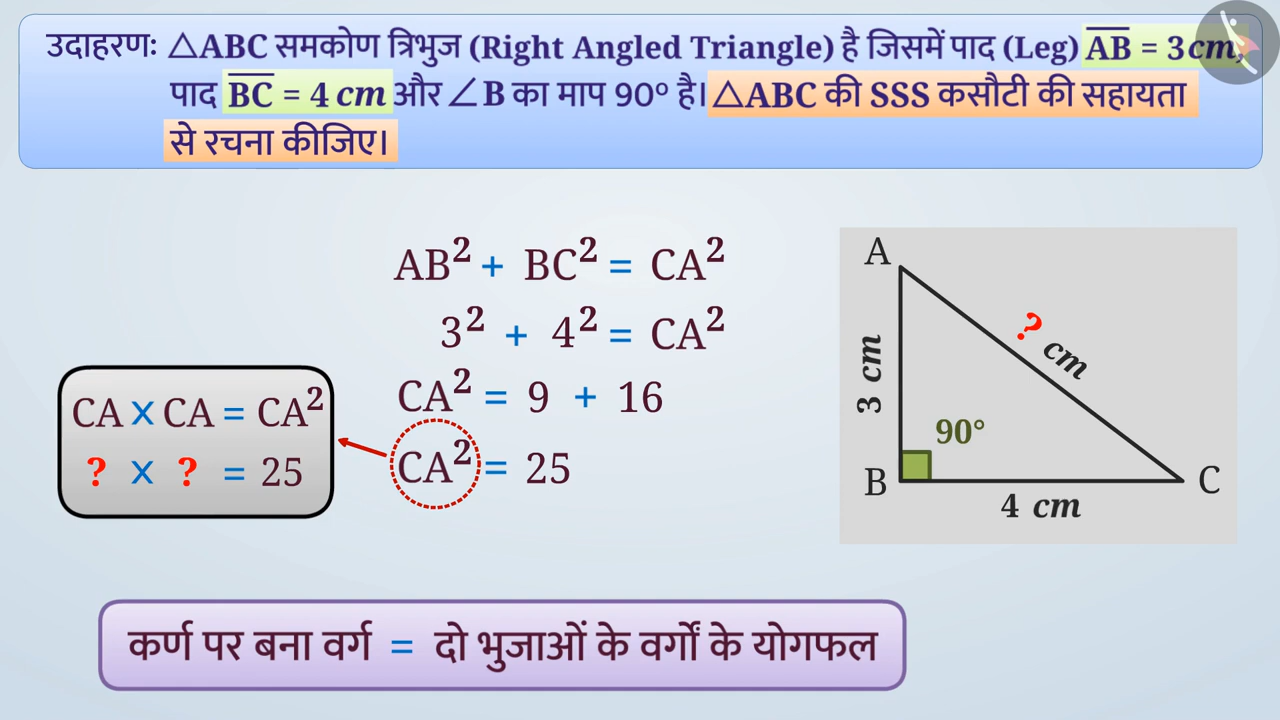 उदाहरणः △ABC समकोण त्रिभुज (Right Angled Triangle) है जिसमें पाद (Leg) A̅B̅ = 3 cm,
पाद B̅C̅ = 4 cm और ∠B का माप 90° है। △ABC की SSS कसौटी की सहायता
से रचना कीजिए।
AB² + BC² = CA²
3² + 4² = CA²
CA² = 9 + 16
CA² = 25
CA x CA = CA²
? x ? = 25
A
? cm
3 cm
90°
B
C
4 cm
कर्ण पर बना वर्ग = दो भुजाओं के वर्गों के योगफल